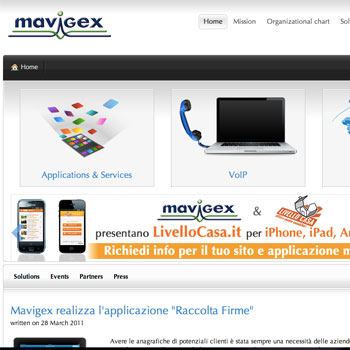 mavigex
Home Mission Organizational chart Sol
Home
Applications & Services VoIP
mavigex &
presentano LivelloCasa.it per iPhone, iPad, A
Richiedi info per il tuo sito e applicazione m
Solutions Events Partners Press
Mavigex realizza l'applicazione "Raccolta Firme"
written on 28 March 2011
Avere le anagrafiche di potenziali clienti è stata sempre una necessità delle aziend